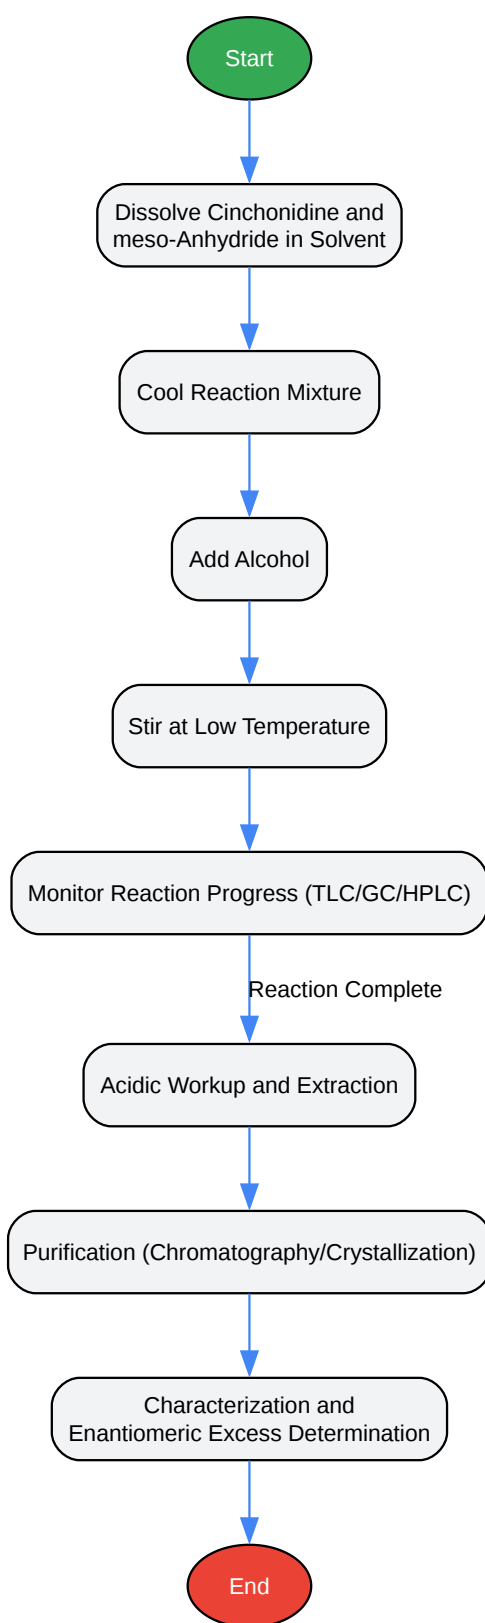 Start
Dissolve Cinchonidine and
meso-Anhydride in Solvent
Cool Reaction Mixture
Add Alcohol
Stir at Low Temperature
Monitor Reaction Progress (TLC/GC/HPLC)
Reaction Complete
Acidic Workup and Extraction
Purification (Chromatography/Crystallization)
Characterization and
Enantiomeric Excess Determination
End